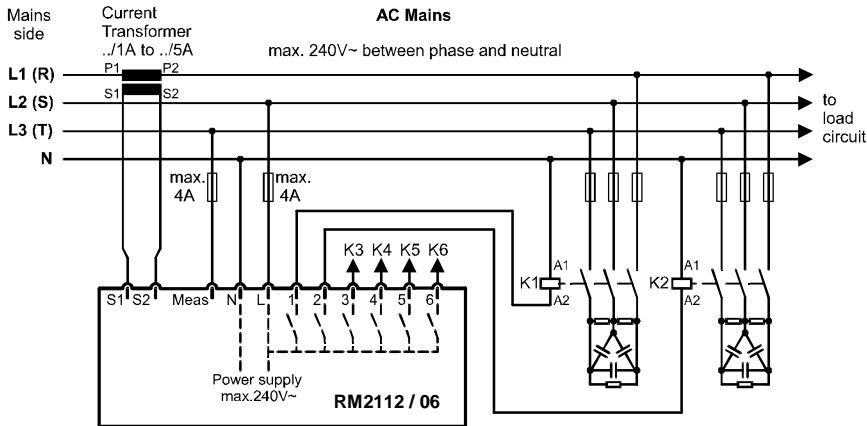 Mains
side
Current
Transformer
../1A to ../5A
AC Mains
max. 240V~ between phase and neutral
L1 (R)
P1
P2
L2 (S)
S1
S2
L3 (T)
N
to
load
circuit
max.
4A
max.
4A
K3
K4
K5
K6
K1
A1
A2
K2
A1
A2
S1
S2
Meas
N
L
1
2
3
4
5
6
Power supply
max.240V~
RM2112 / 06